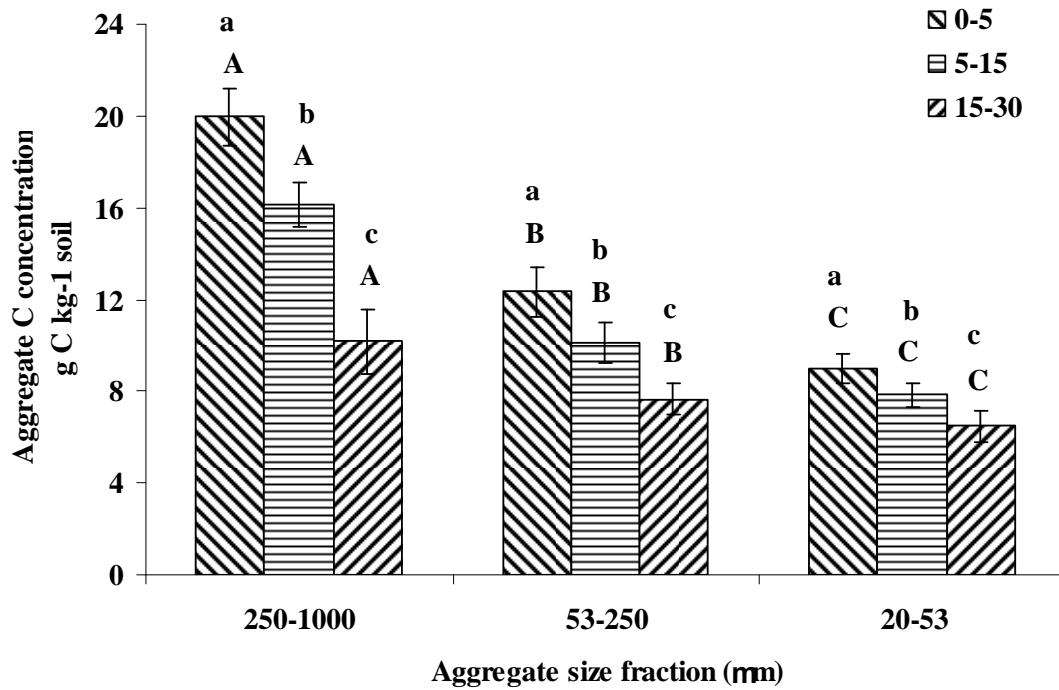 Aggregate C concentration
g C kg-1 soil
24
20
16
12
8
4
0
a
A
b
A
c
A
a
B
b
B
c
B
a
C
b
C
c
C
0-5
5-15
15-30
250-1000
53-250
20-53
Aggregate size fraction (mm)